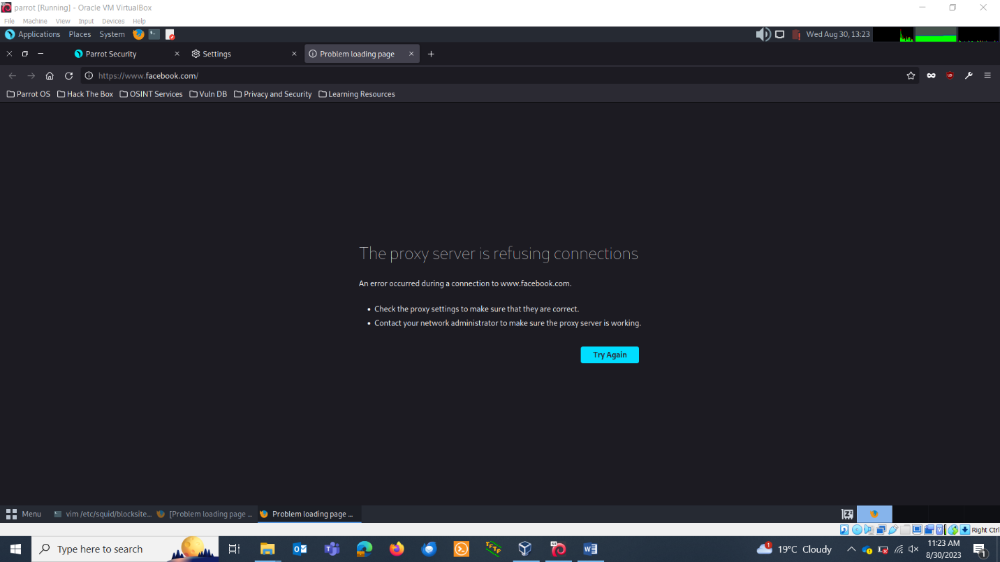 parrot [Running] - Oracle VM VirtualBox
File Machine View Input Devices Help
Applications Places System Wed Aug 30, 13:23
Parrot Security Settings Problem loading page
https://www.facebook.com/
Parrot OS Hack The Box OSINT Services Vuln DB Privacy and Security Learning Resources
The proxy server is refusing connections
An error occurred during a connection to www.facebook.com.
Check the proxy settings to make sure that they are correct.
Contact your network administrator to make sure the proxy server is working.
Try Again
Menu vim /etc/squid/blocksite... [Problem loading page ... Problem loading page ...
Right Ctrl
Type here to search 1 19°C Cloudy 11:23 AM
8/30/2023 1